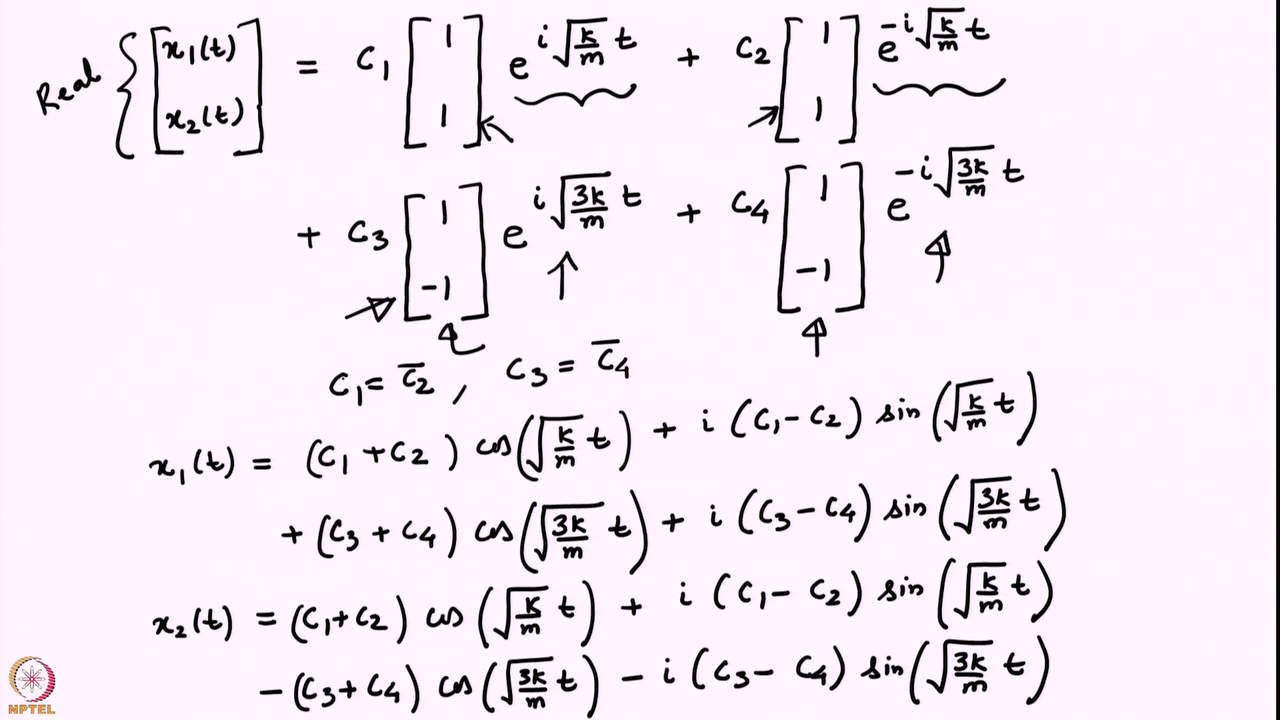 Real { [x₁(t) x₂(t)] = c₁ [1 1] e^{i√(k/m) t} + c₂ [1 1] e^{-i√(k/m) t}
+ c₃ [1 -1] e^{i√(3k/m) t} + c₄ [1 -1] e^{-i√(3k/m) t}
c₁ = c̄₂ , c₃ = c̄₄
x₁(t) = (c₁ + c₂) cos(√(k/m) t) + i (c₁ - c₂) sin(√(k/m) t)
+ (c₃ + c₄) cos(√(3k/m) t) + i (c₃ - c₄) sin(√(3k/m) t)
x₂(t) = (c₁ + c₂) cos(√(k/m) t) + i (c₁ - c₂) sin(√(k/m) t)
- (c₃ + c₄) cos(√(3k/m) t) - i (c₃ - c₄) sin(√(3k/m) t)
NPTEL